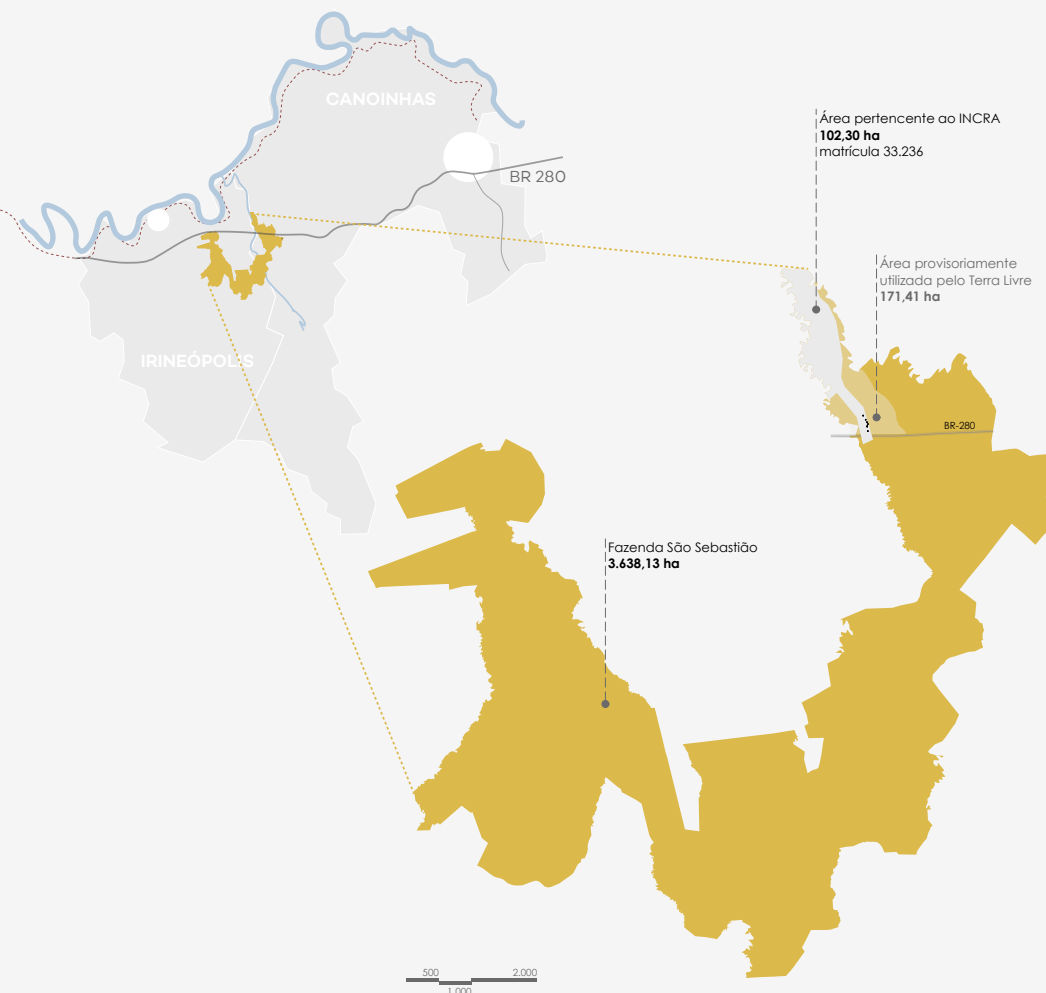 CANOINHAS
BR 280
IRINEÓPOLIS
Área pertencente ao INCRA
102,30 ha
matrícula 33.236
Área provisoriamente
utilizada pelo Terra Livre
171,41 ha
BR-280
Fazenda São Sebastião
3.638,13 ha
500
2.000
1.000